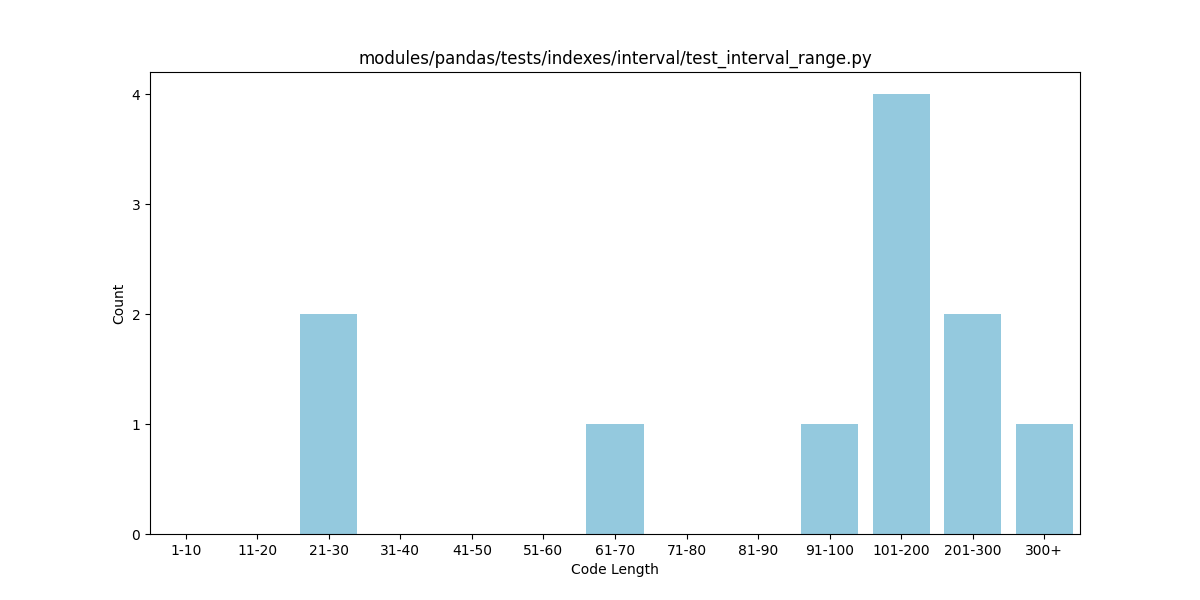 modules/pandas/tests/indexes/interval/test_interval_range.py
4
3
2
1
0
Count
1-10 11-20 21-30 31-40 41-50 51-60 61-70 71-80 81-90 91-100 101-200 201-300 300+
Code Length